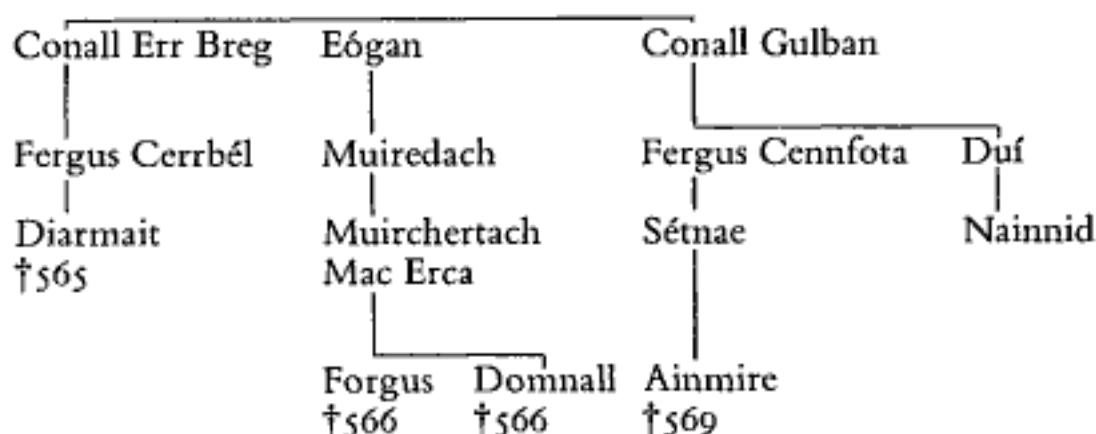 Conall Err Breg Eógan Conall Gulban
Fergus Cerrbél Muiredach Fergus Cennfota Duí
Diarmait Muirchertach Sétnae Nainnid
†565 Mac Erca
Forgus Domnall Ainmire
†566 †566 †569